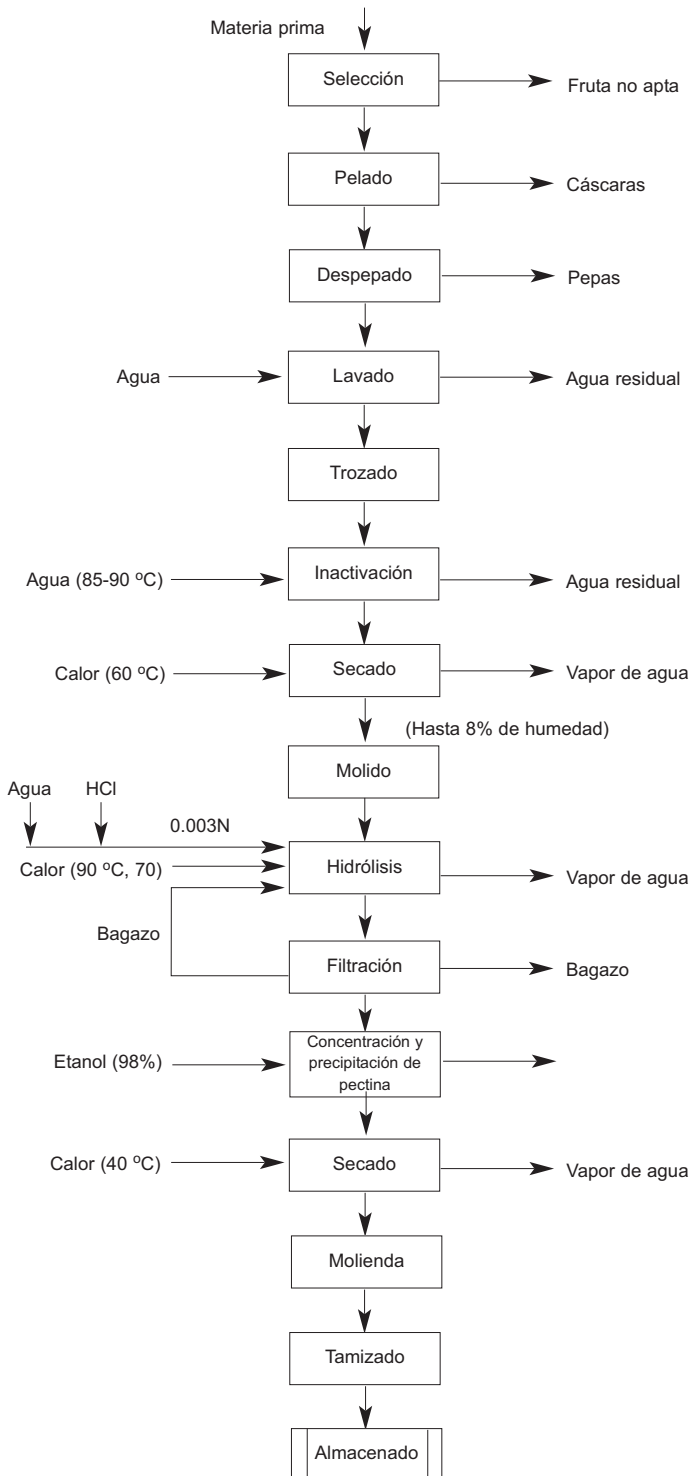 Materia prima
Selección
Fruta no apta
Pelado
Cáscaras
Despepado
Pepas
Agua
Lavado
Agua residual
Trozado
Agua (85-90 ºC)
Inactivación
Agua residual
Calor (60 ºC)
Secado
Vapor de agua
(Hasta 8% de humedad)
Molido
Agua
HCl
0.003N
Calor (90 ºC, 70)
Hidrólisis
Vapor de agua
Bagazo
Filtración
Bagazo
Etanol (98%)
Concentración y
precipitación de
pectina
Calor (40 ºC)
Secado
Vapor de agua
Molienda
Tamizado
Almacenado